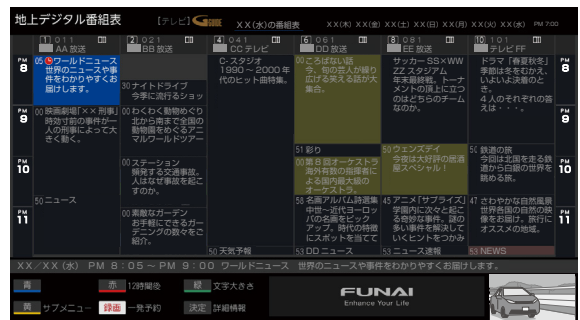 地上デジタル番組表
[テレビ] GGUIDE
XX(水)の番組表
XX(木) XX(金) XX(土) XX(日) XX(月) XX(火) XX(水) PM 7:00
1 011
AA 放送
2 021
BB 放送
4 041
CC テレビ
6 061
DD 放送
8 081
EE 放送
10 101
テレビ FF
PM
8
05 ワールドニュース
世界のニュースや事
件をわかりやすくお
届けします。
30 ナイトドライブ
今季に流行るショッ
C-スタジオ
1990～2000年
代のヒット曲特集。
00 ころばない話
今、旬の芸人が繰り
広げる笑える話が大
集合。
サッカー SS×WW
ZZ スタジアム
年末最終戦。トーナ
メントの頂上に立つ
のはどちらのチーム
なのか。
ドラマ「春夏秋冬」
季節は冬をむかえ、
いよいよ決着のと
き。
4人のそれぞれの答
えは・・・。
PM
9
00 映画劇場「××刑事」
時効寸前の事件が一
人の刑事によって大
きく動く。
00 わくわく動物めぐり
北から南まで全国の
動物園をめぐるアニ
マルワールドツアー
51 彩り
50 ウェンズデイ
今夜は大好評の居酒
屋スペシャル！
50 鉄道の旅
今回は北国を走る鉄
道から白銀の世界を
眺める旅。
PM
10
00 ステーション
頻発する交通事故。
人はなぜ事故を起こ
すのか。
00 第8回オーケストラ
海外有数の指揮者に
よる国内最大級の
オーケストラ。
50 ニュース
58 名画アルバム詩選集
中世～近代ヨーロッ
パの名画をピック
アップ。時代の特徴
にスポットを当てて
45 アニメ「サプライズ」
学園内に次々と起こ
る奇妙な事件。謎の
多い事件を解決して
いくヒントをつかみ
47 さわやかな自然風景
世界各国の自然の映
像をお届け。旅行に
オススメの地域。
PM
11
00 素敵なガーデン
お手軽にできるガー
デニングの数々をご
紹介。
50 天気予報
53 DD ニュース
53 ニュース速報
53 NEWS
XX／XX (水) PM 8:05～PM 9:00 ワールドニュース 世界のニュースや事件をわかりやすくお届けします。
青
赤 12時間後
緑 文字大きさ
黄 サブメニュー
録画 一発予約
決定 詳細情報
FUNAI
Enhance Your Life